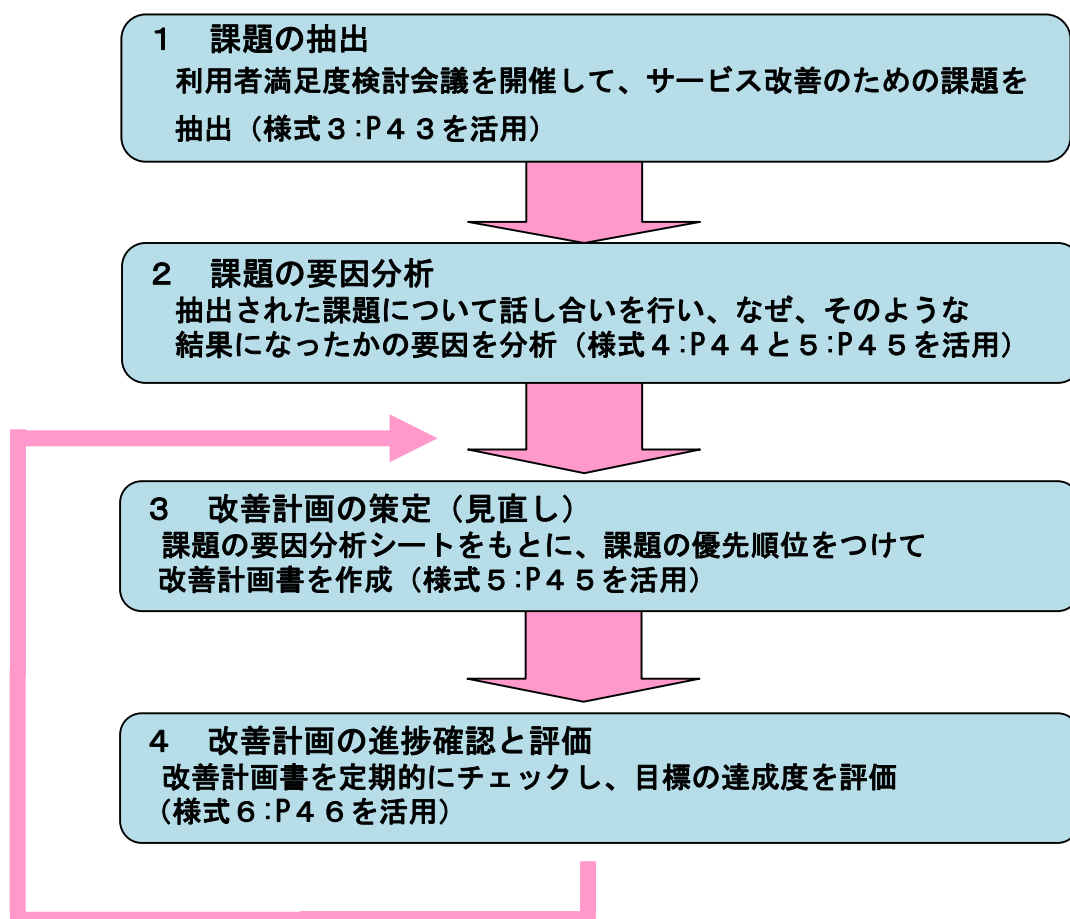 １　課題の抽出
利用者満足度検討会議を開催して、サービス改善のための課題を
抽出（様式３:P４３を活用）
２　課題の要因分析
抽出された課題について話し合いを行い、なぜ、そのような
結果になったかの要因を分析（様式４:P４４と５:P４５を活用）
３　改善計画の策定（見直し）
課題の要因分析シートをもとに、課題の優先順位をつけて
改善計画書を作成（様式５:P４５を活用）
４　改善計画の進捗確認と評価
改善計画書を定期的にチェックし、目標の達成度を評価
（様式６:P４６を活用）